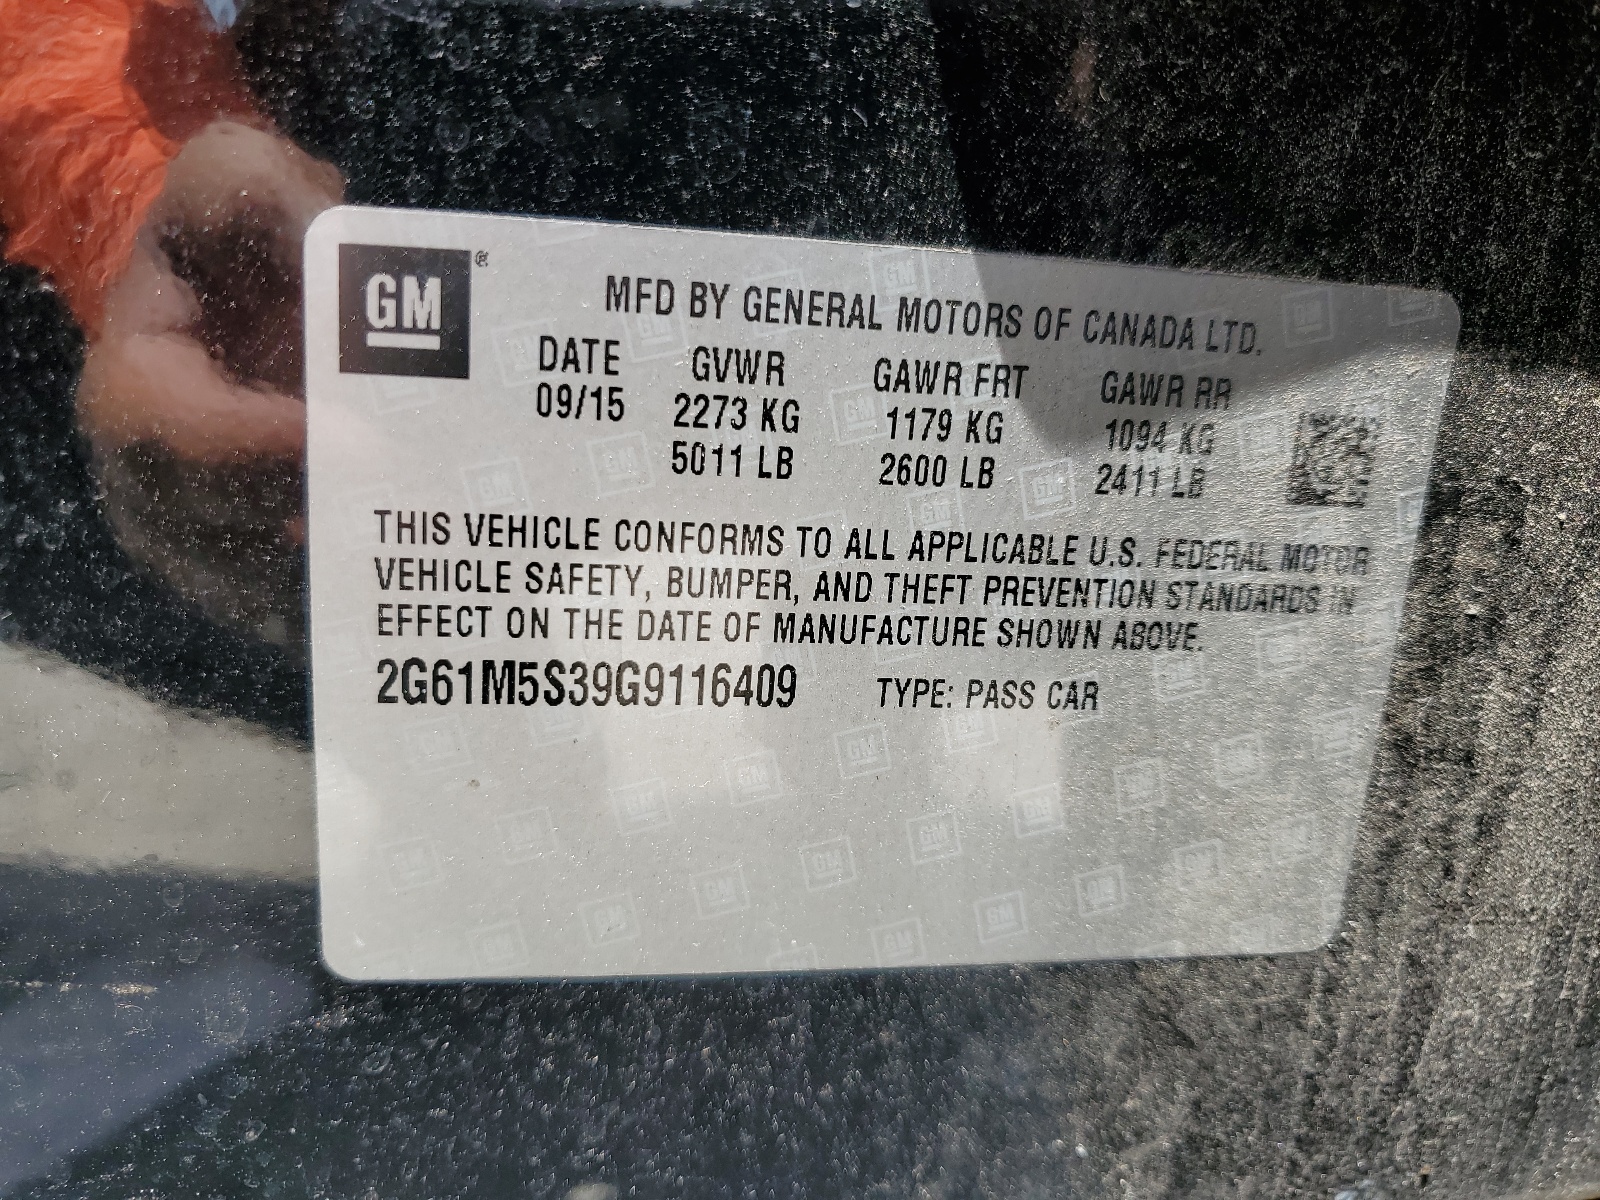 GM®
MFD BY GENERAL MOTORS OF CANADA LTD.
DATE GVWR GAWR FRT GAWR RR
09/15 2273 KG 1179 KG 1094 KG
5011 LB 2600 LB 2411 LB
THIS VEHICLE CONFORMS TO ALL APPLICABLE U.S. FEDERAL MOTOR
VEHICLE SAFETY, BUMPER, AND THEFT PREVENTION STANDARDS IN
EFFECT ON THE DATE OF MANUFACTURE SHOWN ABOVE.
2G61M5S39G9116409 TYPE: PASS CAR